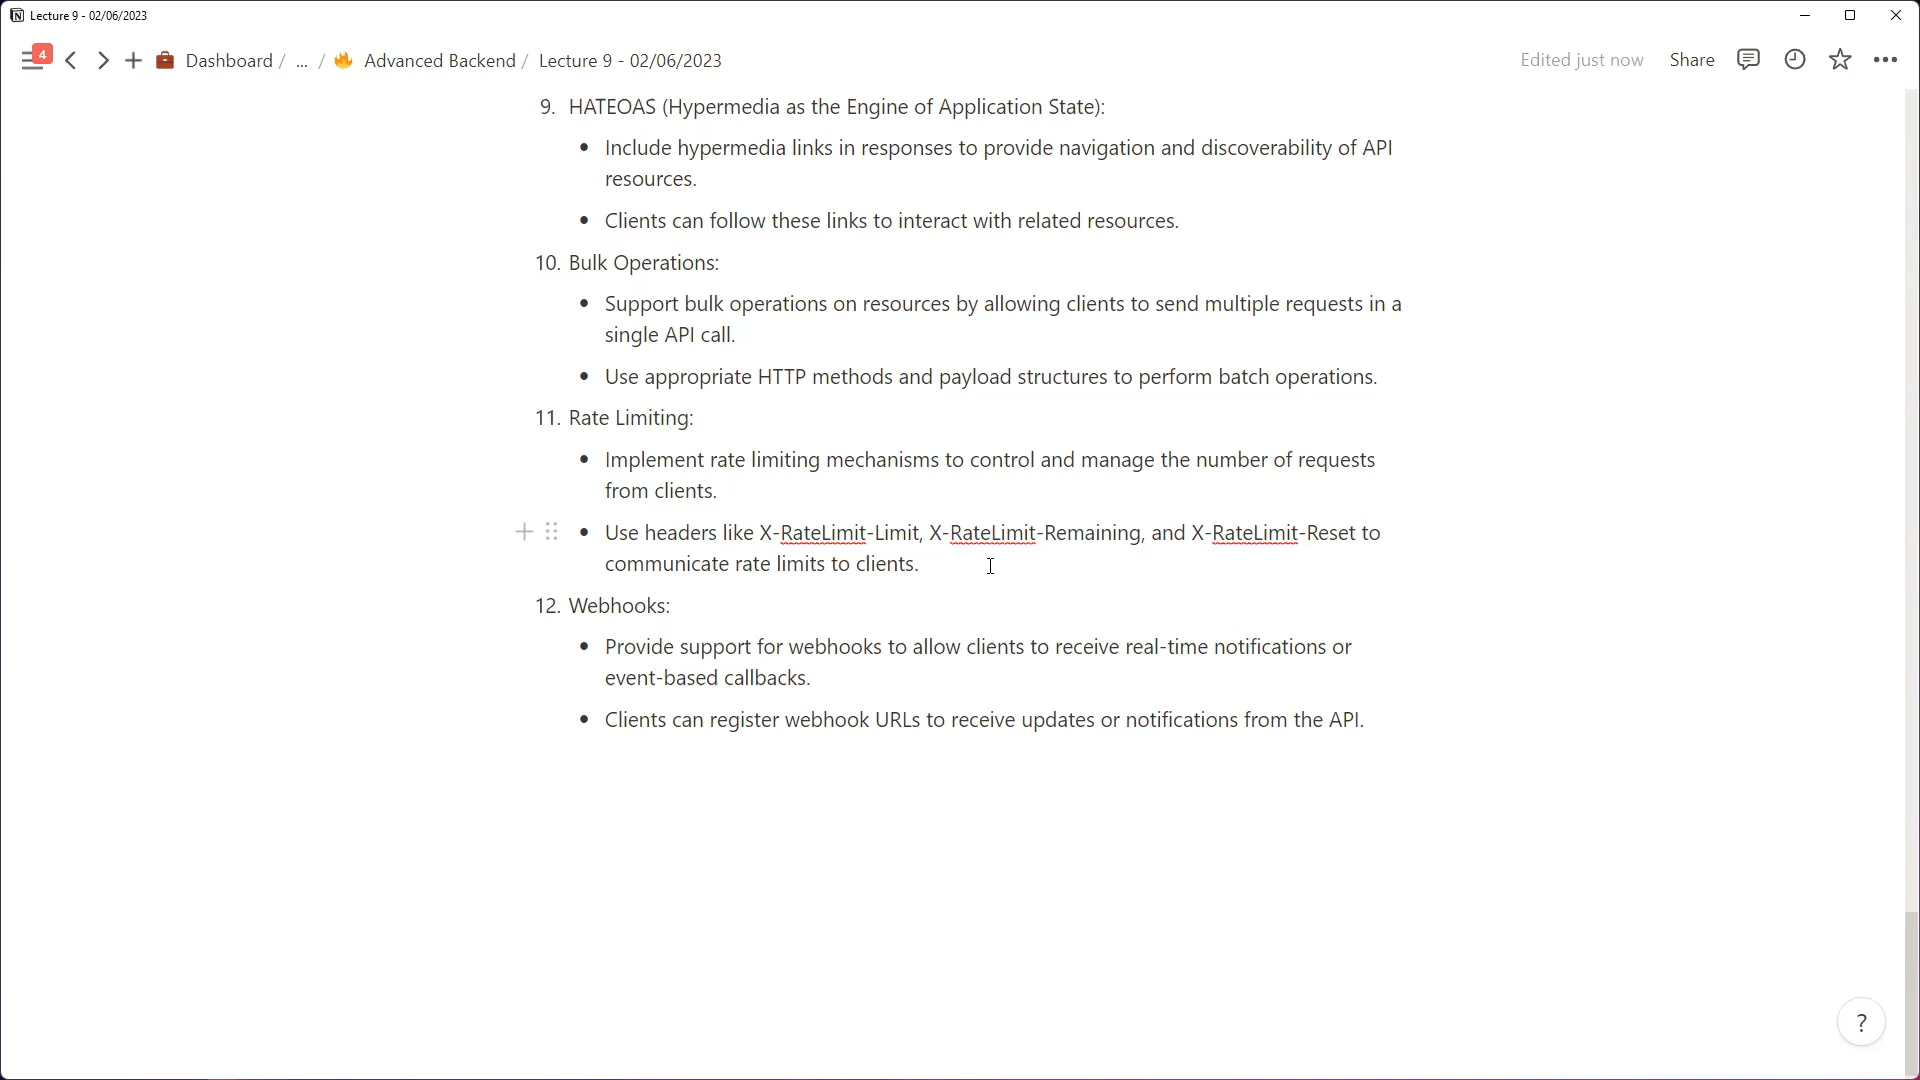 Lecture 9 - 02/06/2023
4
Dashboard / ... / Advanced Backend / Lecture 9 - 02/06/2023
Edited just now Share
9. HATEOAS (Hypermedia as the Engine of Application State):
• Include hypermedia links in responses to provide navigation and discoverability of API
resources.
• Clients can follow these links to interact with related resources.
10. Bulk Operations:
• Support bulk operations on resources by allowing clients to send multiple requests in a
single API call.
• Use appropriate HTTP methods and payload structures to perform batch operations.
11. Rate Limiting:
• Implement rate limiting mechanisms to control and manage the number of requests
from clients.
• Use headers like X-RateLimit-Limit, X-RateLimit-Remaining, and X-RateLimit-Reset to
communicate rate limits to clients.
12. Webhooks:
• Provide support for webhooks to allow clients to receive real-time notifications or
event-based callbacks.
• Clients can register webhook URLs to receive updates or notifications from the API.
?